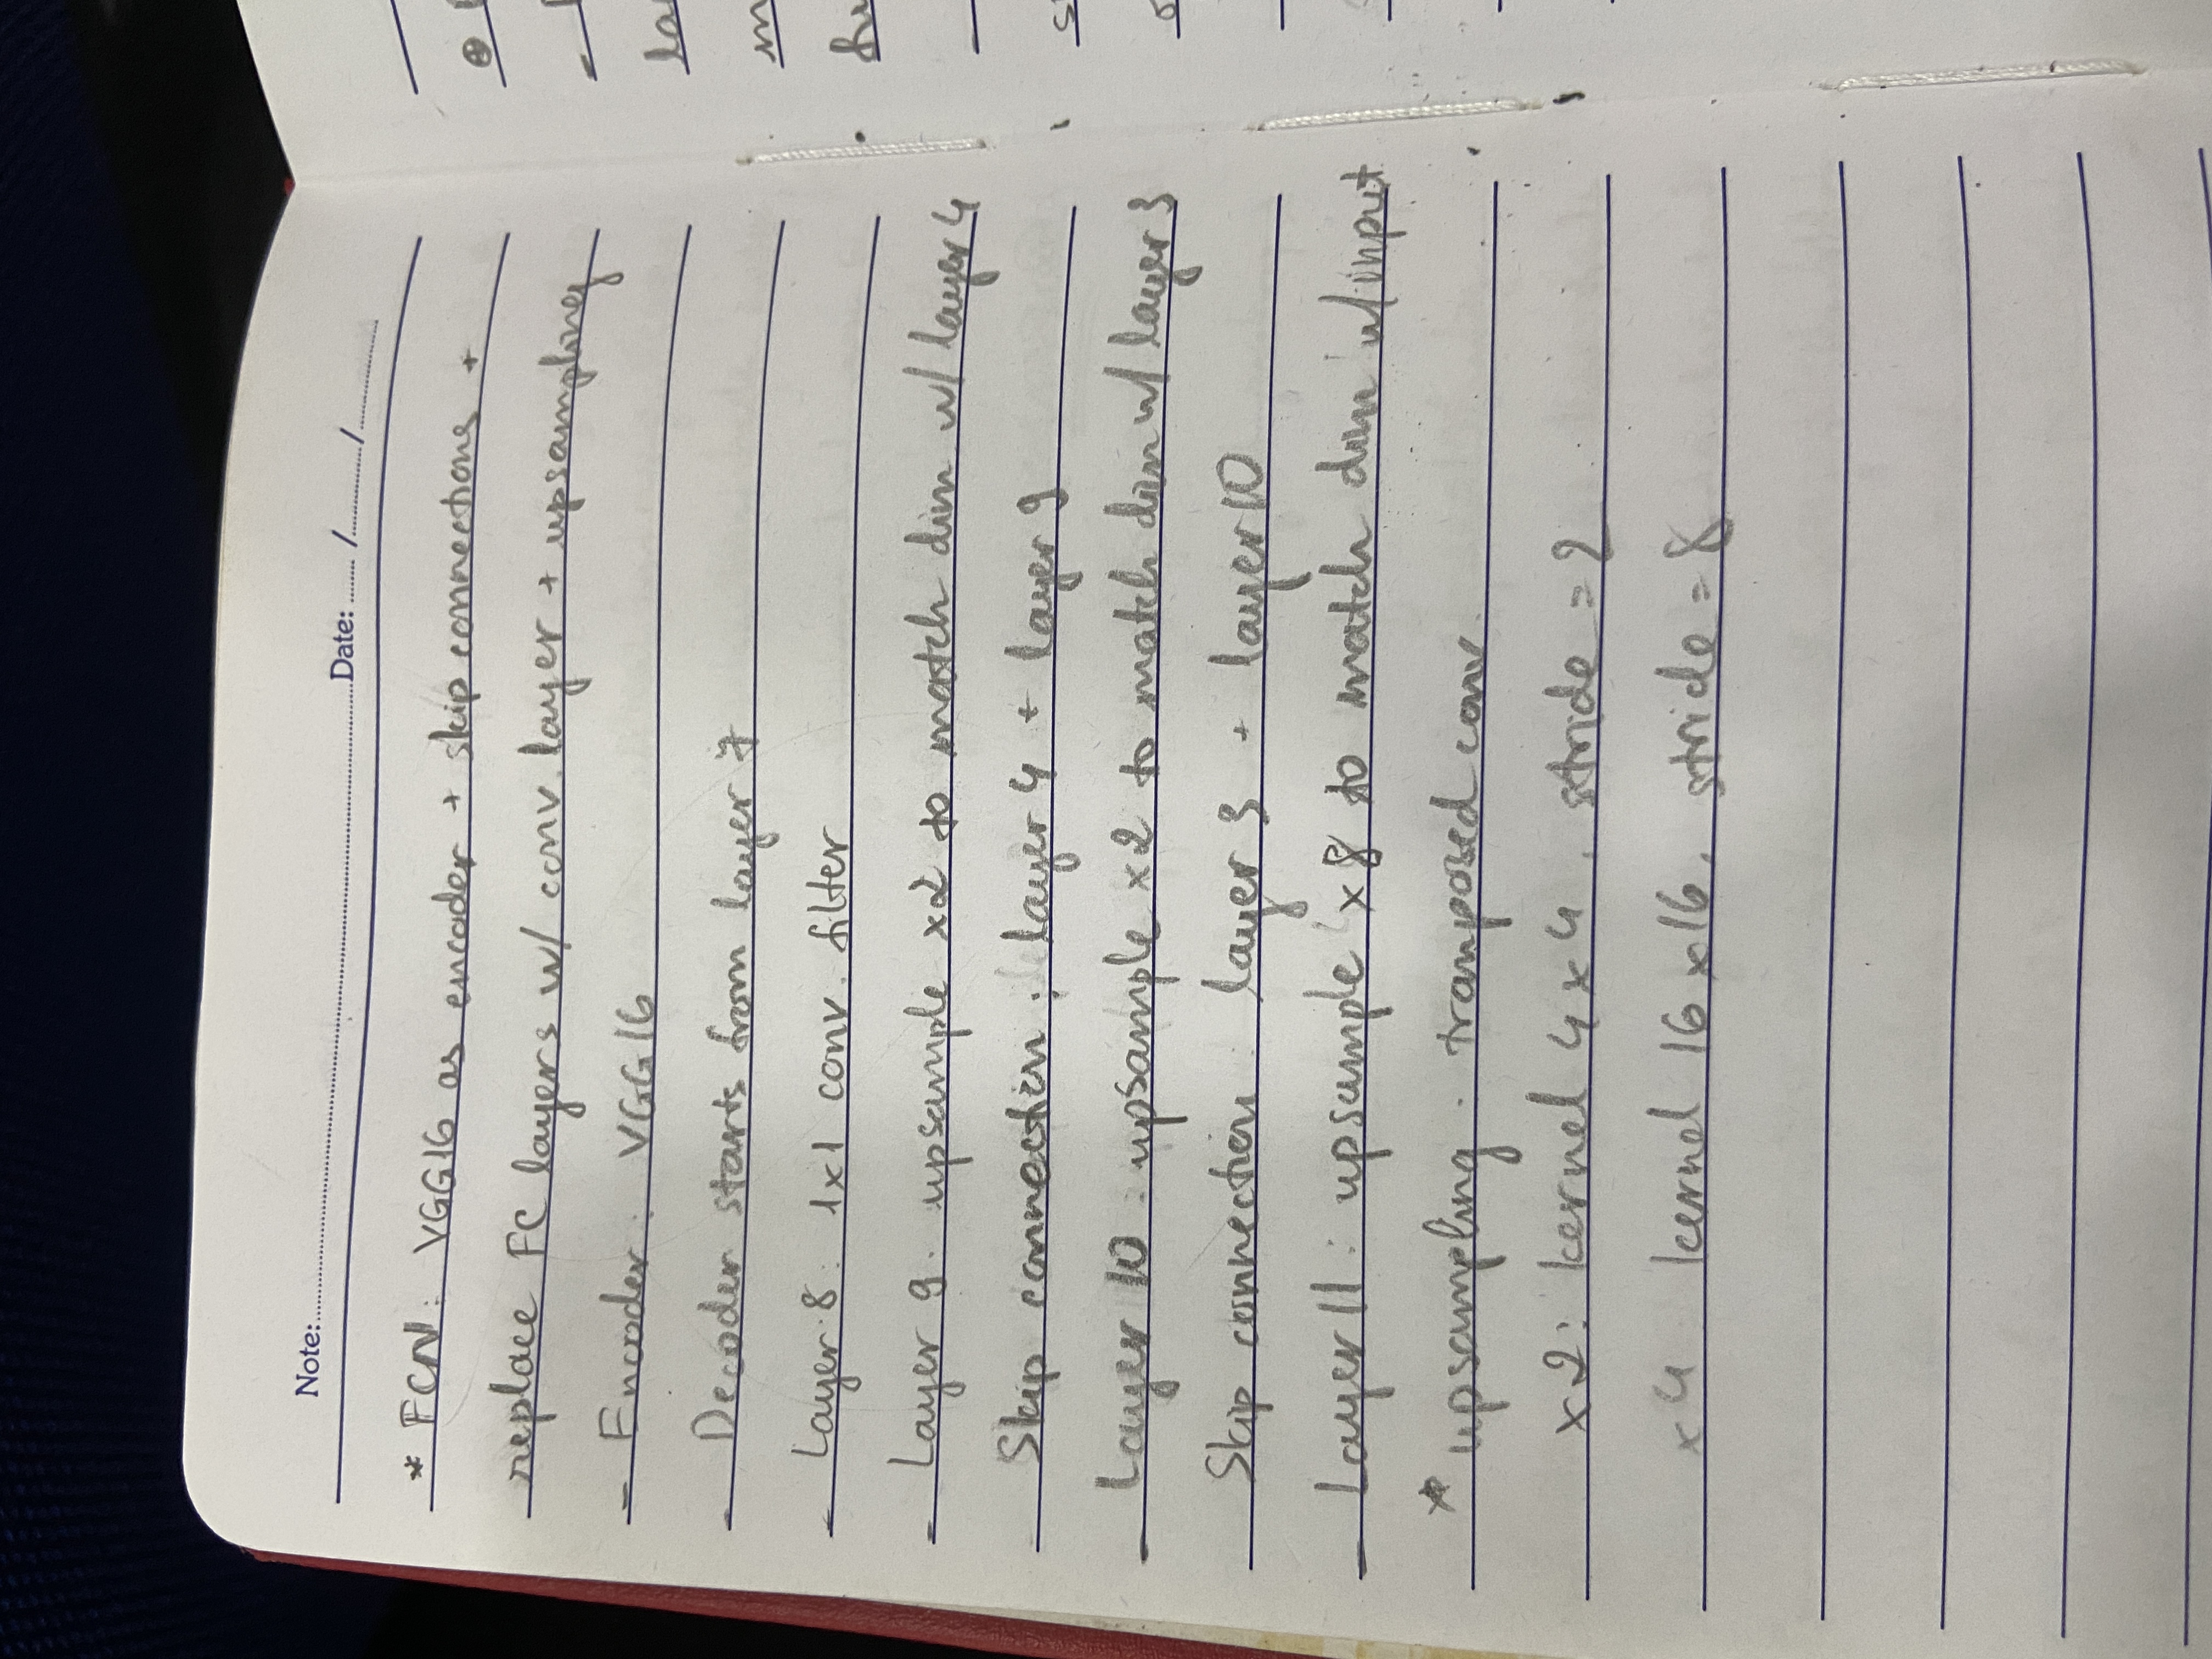 Note: Date: / /
* FCN: VGG16 as encoder + skip connections +
replace FC layers w/ conv. layer + upsampling
- Encoder: VGG16
- Decoder starts from layer 7
- Layer 8: 1x1 conv. filter
- Layer 9: upsample x2 to match dim w/ layer 4
Skip connection: layer 4 + layer 9
- Layer 10: upsample x2 to match dim w/ layer 3
Skip connection: layer 3 + layer 10
- Layer 11: upsample x8 to match dim w/ input
* upsampling: tranposed conv.
x2: kernel 4x4, stride = 2
x4 kernel 16x16, stride = 8